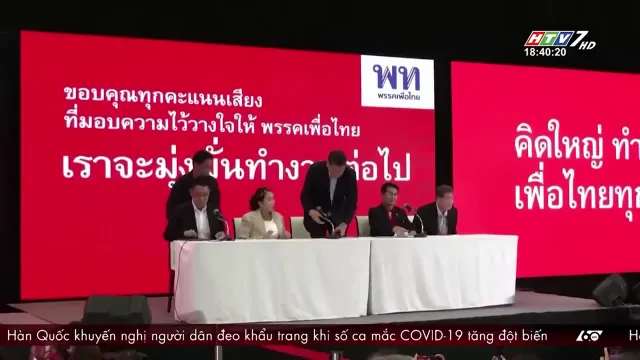 HTV7 HD
18:40:20
พท
พรรคเพื่อไทย
ขอบคุณทุกคะแนนเสียง
ที่มอบความไว้วางใจให้ พรรคเพื่อไทย
เราจะมุ่งมั่นทำงานต่อไป
คิดใหญ่ ทำ
เพื่อไทยทุก
Hàn Quốc khuyến nghị người dân đeo khẩu trang khi số ca mắc COVID-19 tăng đột biến
60